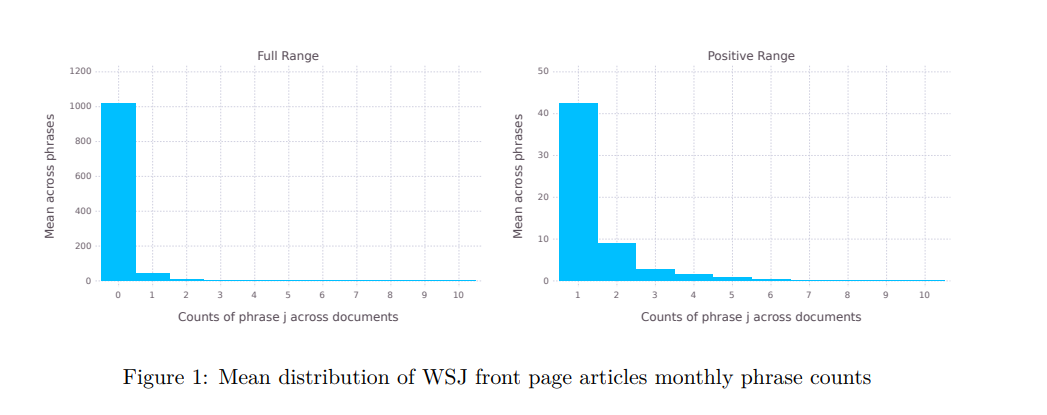 Full Range
Mean across phrases
1200
1000
800
600
400
200
0
0 1 2 3 4 5 6 7 8 9 10
Counts of phrase j across documents
Positive Range
Mean across phrases
50
40
30
20
10
0
1 2 3 4 5 6 7 8 9 10
Counts of phrase j across documents
Figure 1: Mean distribution of WSJ front page articles monthly phrase counts